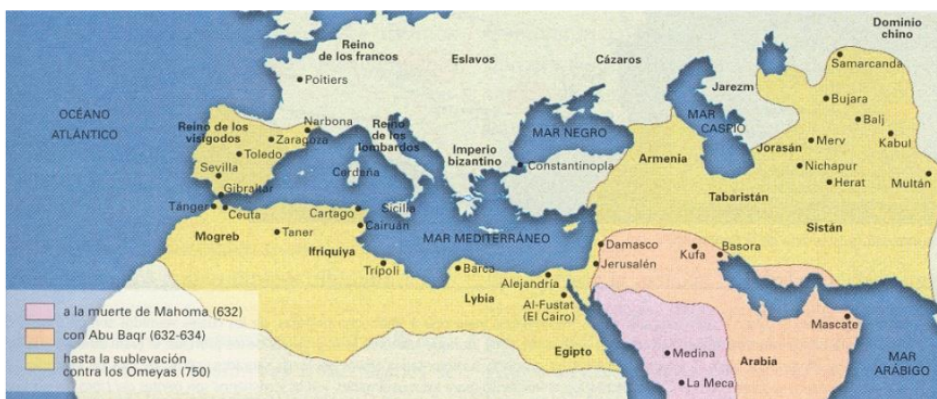 Dominio
chino
Reino
de los francos
Eslavos
Cázaros
Samarcanda
Poitiers
Jarezm
Bujara
OCÉANO
ATLÁNTICO
MAR
CASPIO
Balj
Narbona
Reino de los
visigodos
Zaragoza
Reino
de los
lombardos
MAR NEGRO
Merv
Kabul
Jorasán
Toledo
Imperio
bizantino
Constantinopla
Armenia
Nichapur
Sevilla
Cerdeña
Herat
Multán
Gibraltar
Tabaristán
Tánger
Ceuta
Cartago
Sicilia
Cairuán
Sistán
Mogreb
Taner
Ifriquiya
MAR MEDITERRÁNEO
Damasco
Kufa
Basora
Jerusalén
Trípoli
Barca
Alejandría
Lybia
Al-Fustat
(El Cairo)
Egipto
Mascate
Medina
Arabia
MAR
ARÁBIGO
La Meca
a la muerte de Mahoma (632)
con Abu Baqr (632-634)
hasta la sublevación
contra los Omeyas (750)